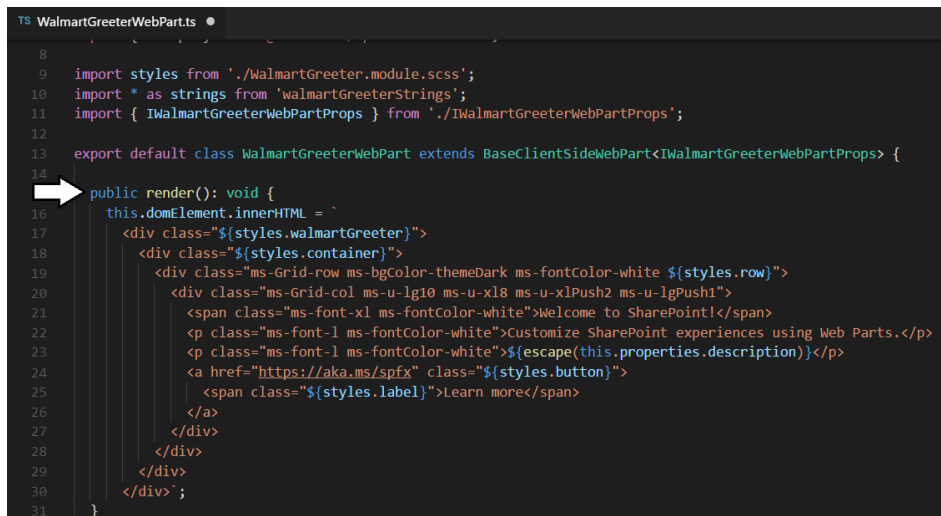 TS WalmartGreeterWebPart.ts
8
9 import styles from './WalmartGreeter.module.scss';
10 import * as strings from 'walmartGreeterStrings';
11 import { IWalmartGreeterWebPartProps } from './IWalmartGreeterWebPartProps';
12
13 export default class WalmartGreeterWebPart extends BaseClientSideWebPart<IWalmartGreeterWebPartProps> {
14
public render(): void {
16 this.domElement.innerHTML = `
17 <div class="${styles.walmartGreeter}">
18 <div class="${styles.container}">
19 <div class="ms-Grid-row ms-bgColor-themeDark ms-fontColor-white ${styles.row}">
20 <div class="ms-Grid-col ms-u-lg10 ms-u-xl8 ms-u-xlPush2 ms-u-lgPush1">
21 <span class="ms-font-xl ms-fontColor-white">Welcome to SharePoint!</span>
22 <p class="ms-font-l ms-fontColor-white">Customize SharePoint experiences using Web Parts.</p>
23 <p class="ms-font-l ms-fontColor-white">${escape(this.properties.description)}</p>
24 <a href="https://aka.ms/spfx" class="${styles.button}">
25 <span class="${styles.label}">Learn more</span>
26 </a>
27 </div>
28 </div>
29 </div>
30 </div>`;
31 }